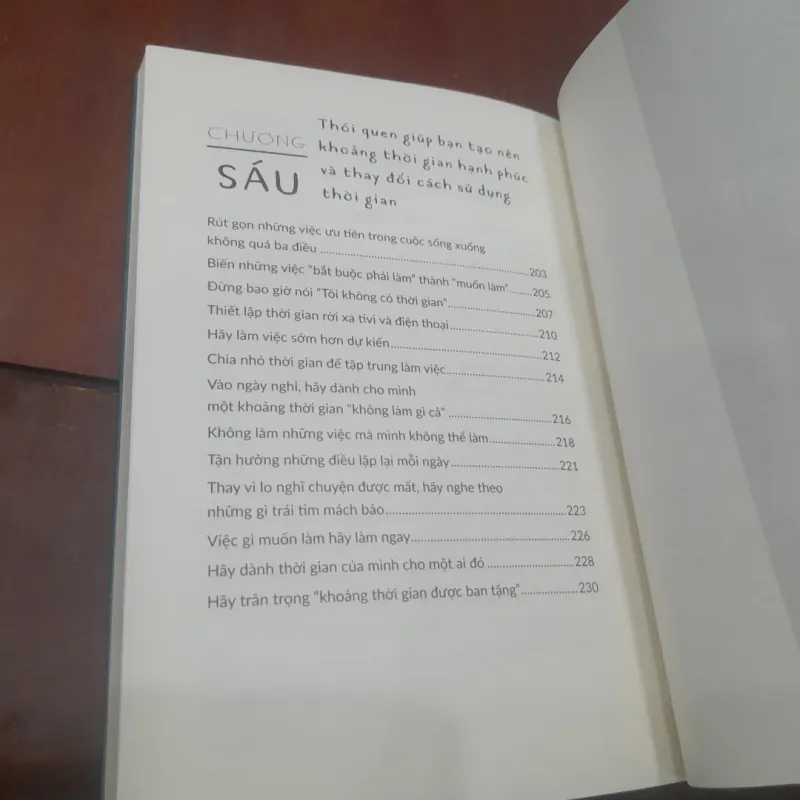 CHƯƠNG
SÁU
Thói quen giúp bạn tạo nên
khoảng thời gian hạnh phúc
và thay đổi cách sử dụng
thời gian
Rút gọn những việc ưu tiên trong cuộc sống xuống
không quá ba điều ........................................................203
Biến những việc "bắt buộc phải làm" thành "muốn làm"........205
Đừng bao giờ nói "Tôi không có thời gian"........................207
Thiết lập thời gian rời xa tivi và điện thoại........................210
Hãy làm việc sớm hơn dự kiến........................................212
Chia nhỏ thời gian để tập trung làm việc...........................214
Vào ngày nghỉ, hãy dành cho mình
một khoảng thời gian "không làm gì cả" ...........................216
Không làm những việc mà mình không thể làm...................218
Tận hưởng những điều lặp lại mỗi ngày .............................221
Thay vì lo nghĩ chuyện được mất, hãy nghe theo
những gì trái tim mách bảo..............................................223
Việc gì muốn làm hãy làm ngay........................................226
Hãy dành thời gian của mình cho một ai đó ........................228
Hãy trân trọng "khoảng thời gian được ban tặng"................230